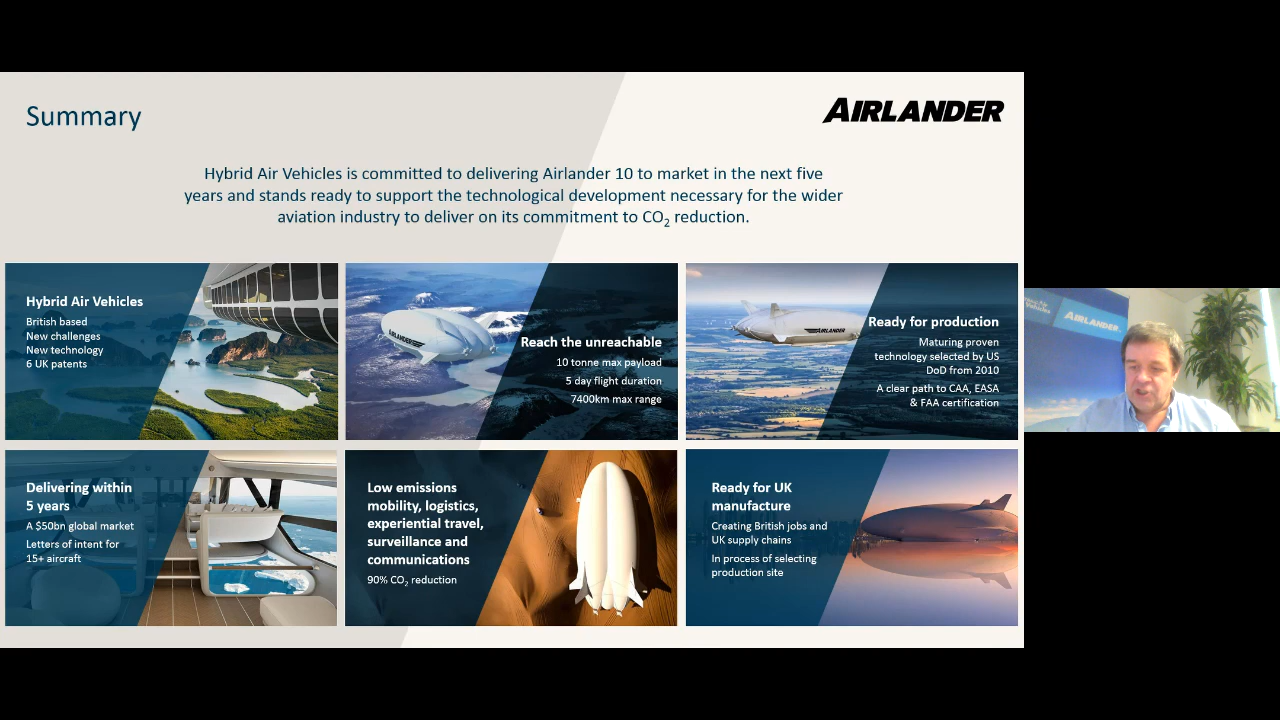 Summary
AIRLANDER
Hybrid Air Vehicles is committed to delivering Airlander 10 to market in the next five
years and stands ready to support the technological development necessary for the wider
aviation industry to deliver on its commitment to CO₂ reduction.
Hybrid Air Vehicles
British based
New challenges
New technology
6 UK patents
AIRLANDER
Reach the unreachable
10 tonne max payload
5 day flight duration
7400km max range
AIRLANDER
Ready for production
Maturing proven
technology selected by US
DoD from 2010
A clear path to CAA, EASA
& FAA certification
Delivering within
5 years
A $50bn global market
Letters of intent for
15+ aircraft
Low emissions
mobility, logistics,
experiential travel,
surveillance and
communications
90% CO₂ reduction
Ready for UK
manufacture
Creating British jobs and
UK supply chains
In process of selecting
production site
Air
Vehicles
AIRLANDER